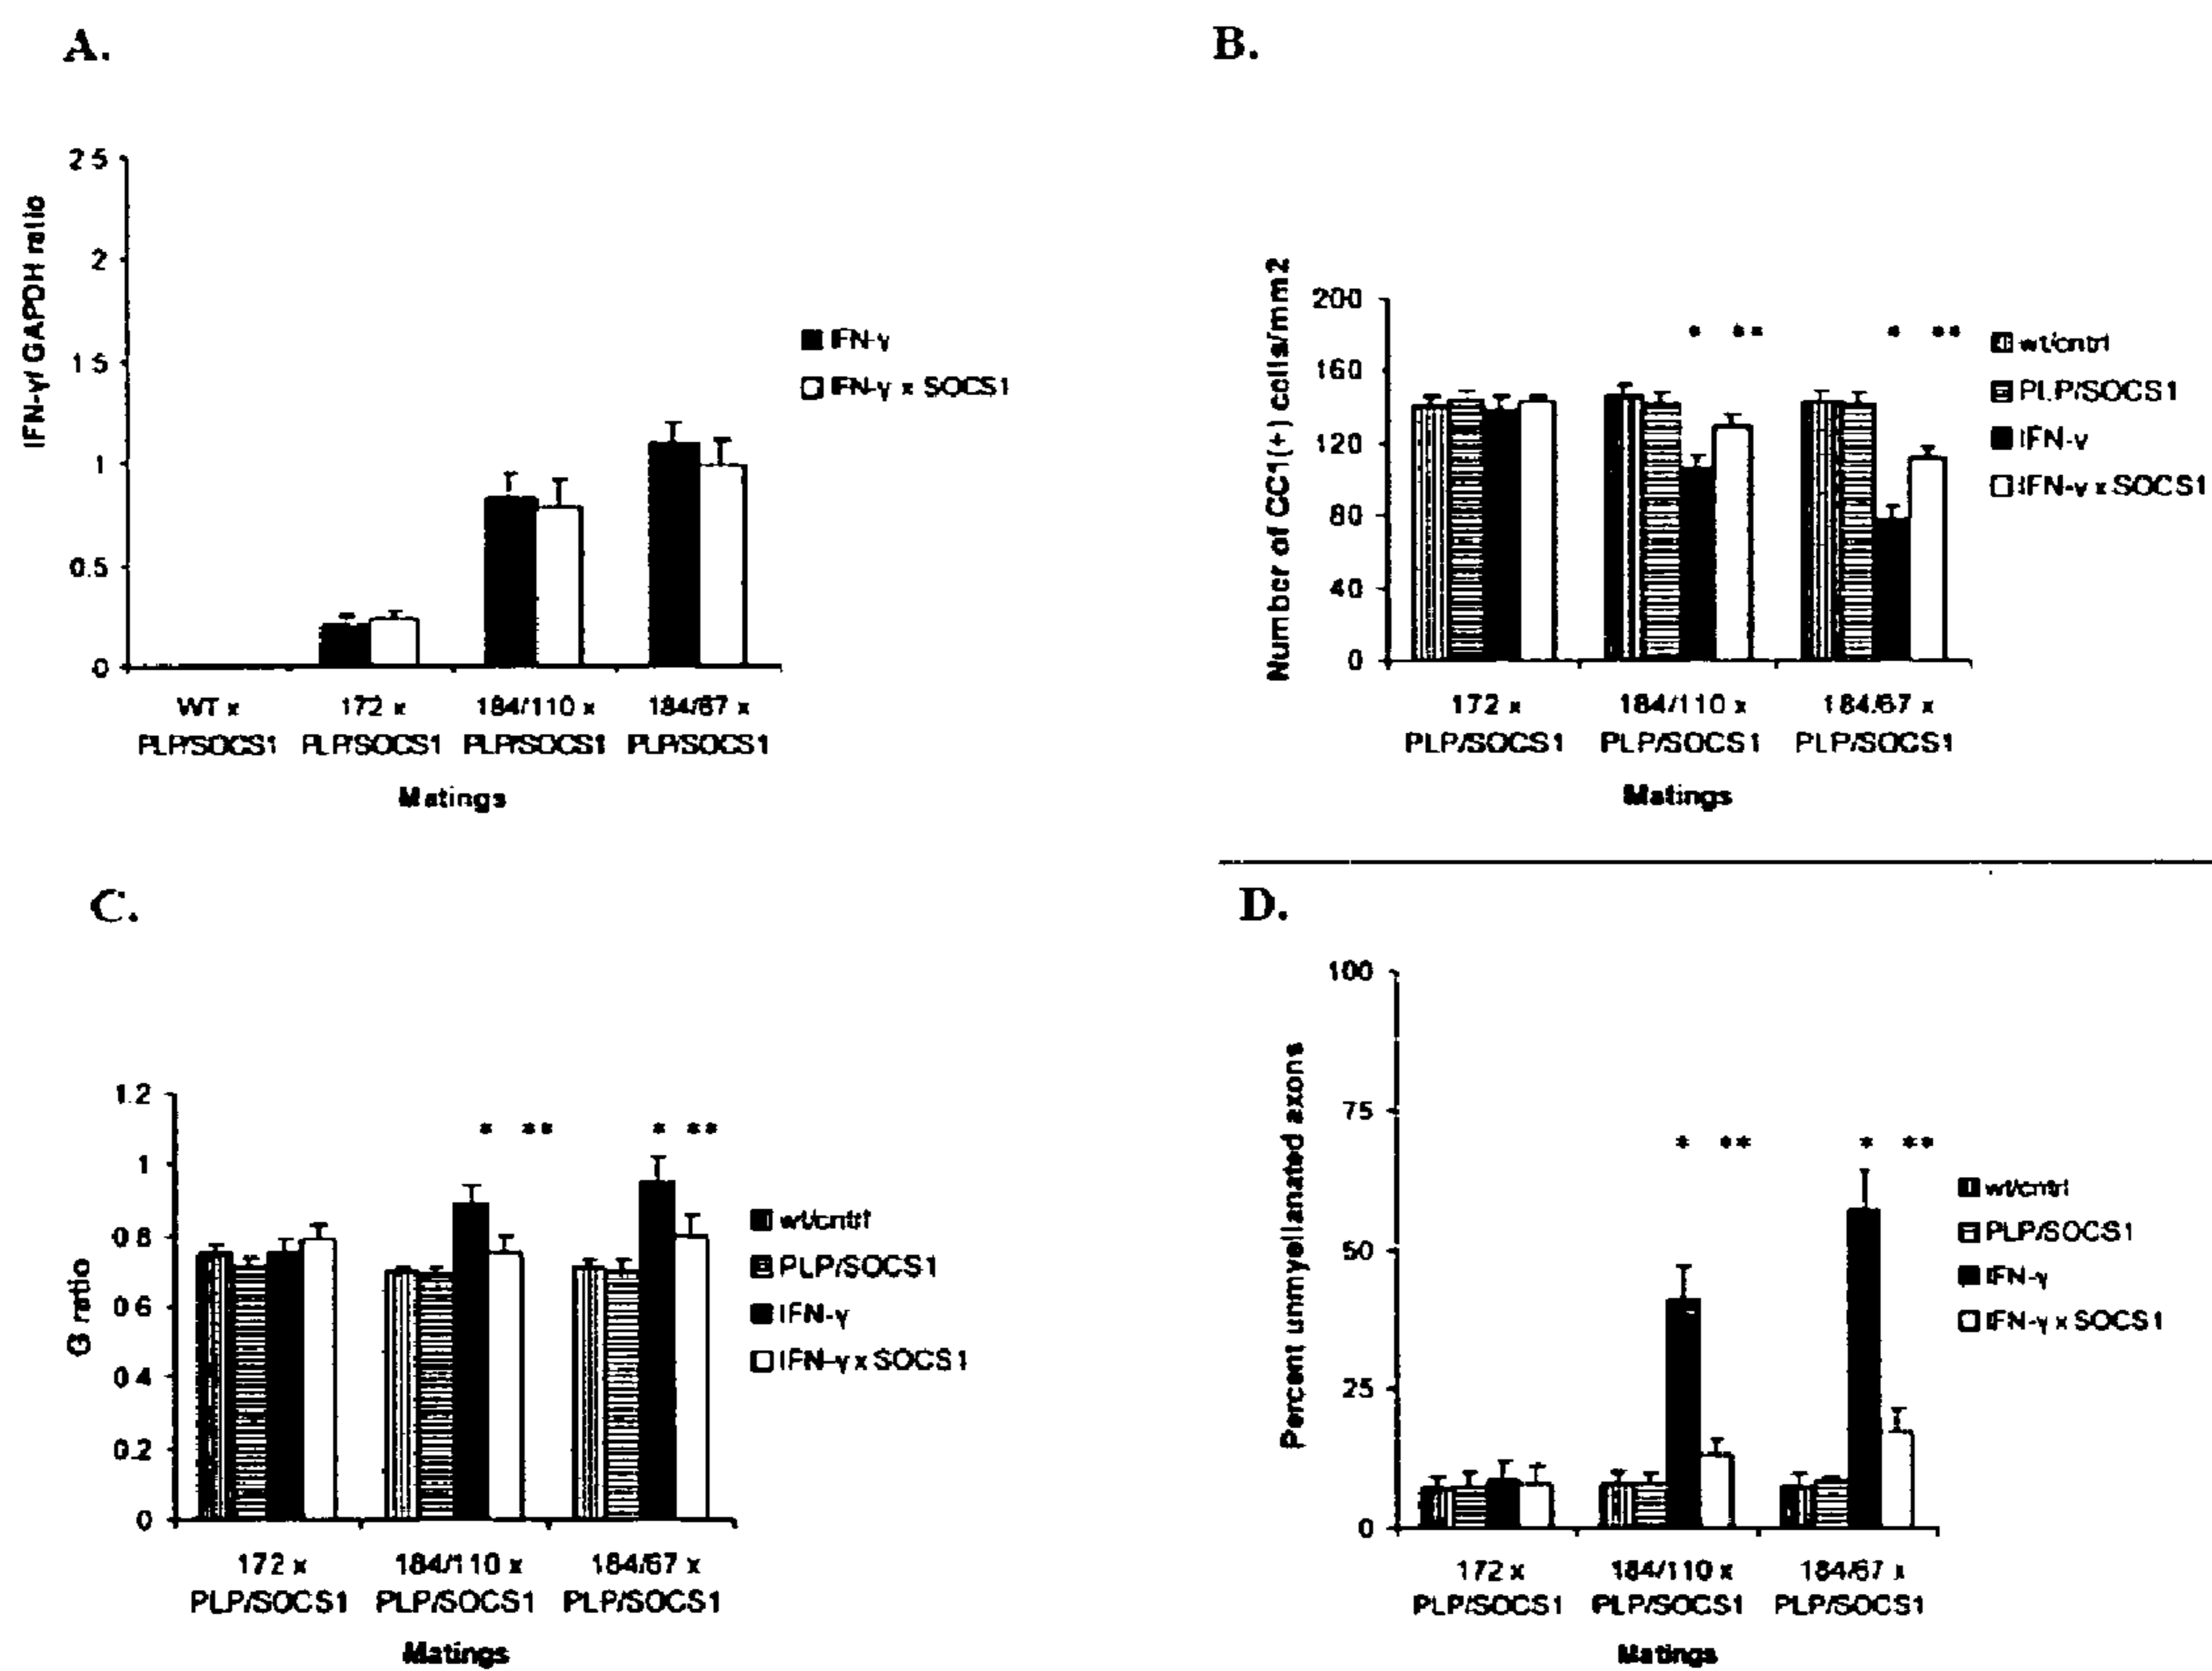 A.
IFN-γ/ GAPDH ratio
2.5
2
1.5
1
0.5
0
WT x
PLP/SOCS1
172 x
PLP/SOCS1
184/110 x
PLP/SOCS1
184/67 x
PLP/SOCS1
Matings
IFN-γ
IFN-γ x SOCS1
B.
Number of CC1(+) cells/mm2
200
160
120
80
40
0
* ** * **
172 x
PLP/SOCS1
184/110 x
PLP/SOCS1
184/67 x
PLP/SOCS1
Matings
wt/cntrl
PLP/SOCS1
IFN-γ
IFN-γ x SOCS1
C.
G ratio
1.2
1
0.8
0.6
0.4
0.2
0
* ** * **
172 x
PLP/SOCS1
184/110 x
PLP/SOCS1
184/67 x
PLP/SOCS1
Matings
wt/cntrl
PLP/SOCS1
IFN-γ
IFN-γ x SOCS1
D.
Percent unmyelianated axons
100
75
50
25
0
* ** * **
172 x
PLP/SOCS1
184/110 x
PLP/SOCS1
184/67 x
PLP/SOCS1
Matings
wt/cntrl
PLP/SOCS1
IFN-γ
IFN-γ x SOCS1